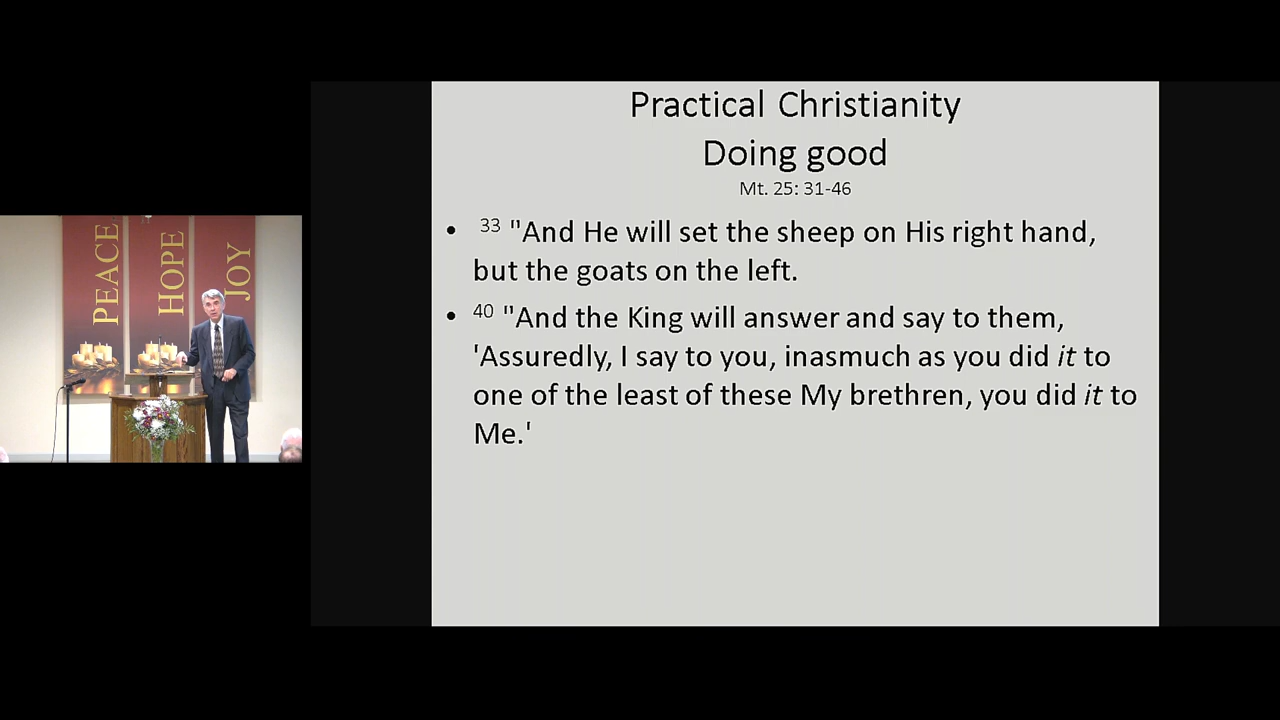 PEACE
HOPE
JOY
Practical Christianity
Doing good
Mt. 25: 31-46
• 33 "And He will set the sheep on His right hand,
but the goats on the left.
• 40 "And the King will answer and say to them,
'Assuredly, I say to you, inasmuch as you did it to
one of the least of these My brethren, you did it to
Me.'